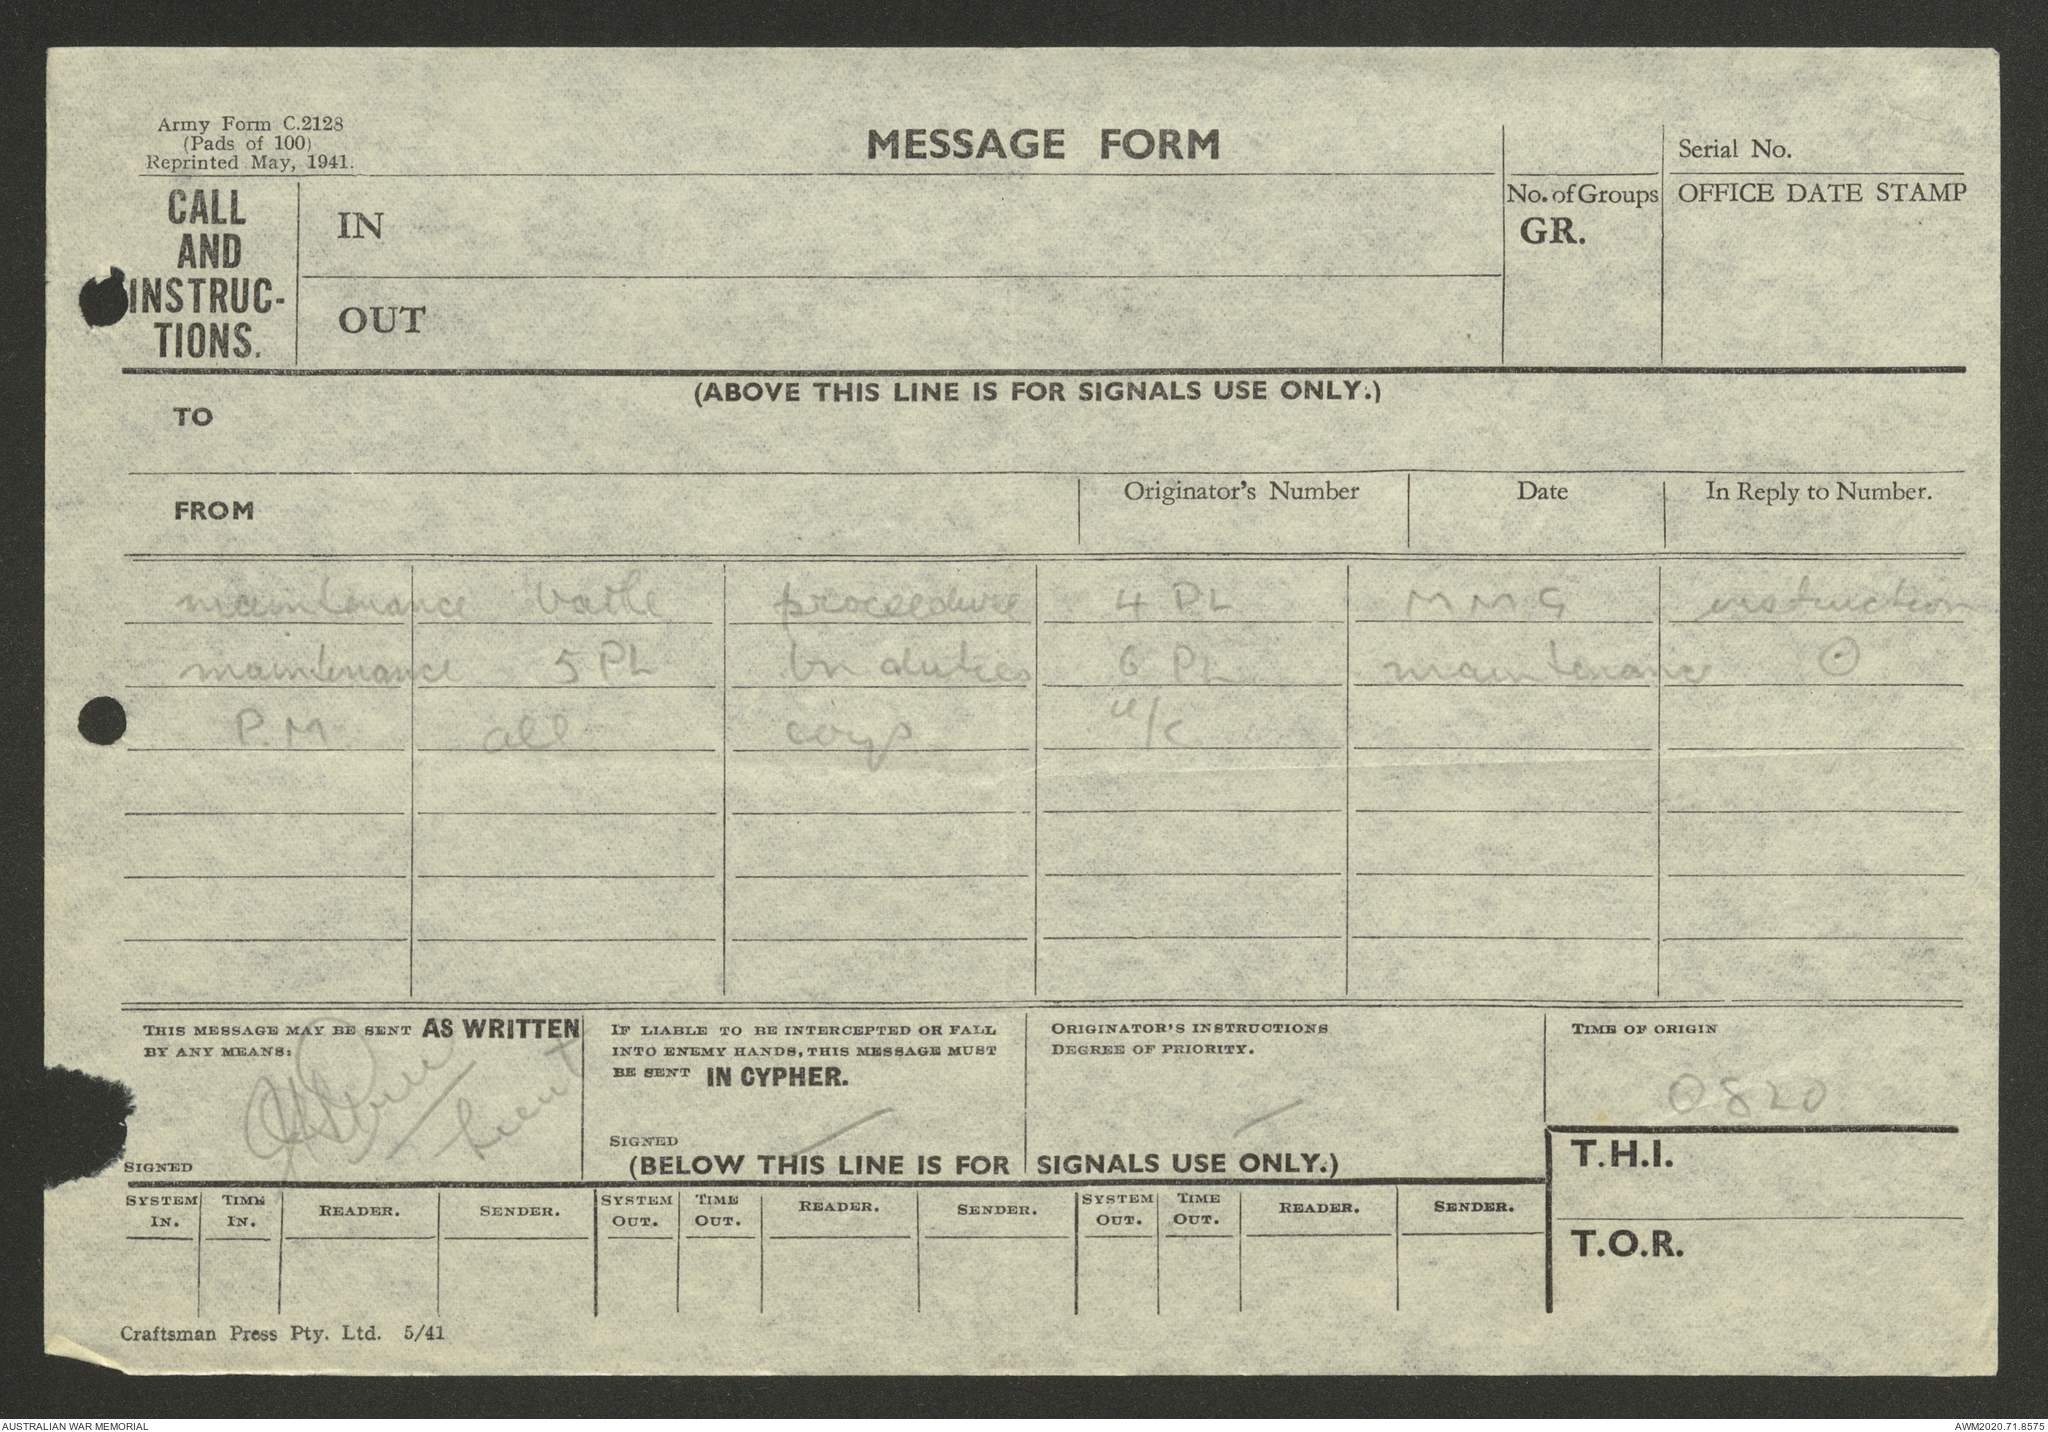 Army Form C.2128
(Pads of 100)
Reprinted May, 1941.
MESSAGE FORM
Serial No.
CALL
AND
INSTRUC-
TIONS.
IN
OUT
No. of Groups
GR.
OFFICE DATE STAMP
(ABOVE THIS LINE IS FOR SIGNALS USE ONLY.)
TO
FROM
Originator's Number
Date
In Reply to Number.
maintenance battle proceedure 4 PL MMG instruction
maintenance 5 PL bn duties 6 PL maintenance
P.M. all coys
THIS MESSAGE MAY BE SENT AS WRITTEN
BY ANY MEANS:
Lieut
SIGNED
IF LIABLE TO BE INTERCEPTED OR FALL
INTO ENEMY HANDS, THIS MESSAGE MUST
BE SENT IN CYPHER.
SIGNED
ORIGINATOR'S INSTRUCTIONS
DEGREE OF PRIORITY.
TIME OF ORIGIN
0820
(BELOW THIS LINE IS FOR SIGNALS USE ONLY.)
T.H.I.
T.O.R.
SYSTEM IN. TIME IN. READER. SENDER. SYSTEM OUT. TIME OUT. READER. SENDER. SYSTEM OUT. TIME OUT. READER. SENDER.
Craftsman Press Pty. Ltd. 5/41
AUSTRALIAN WAR MEMORIAL
AWM2020.71.8575